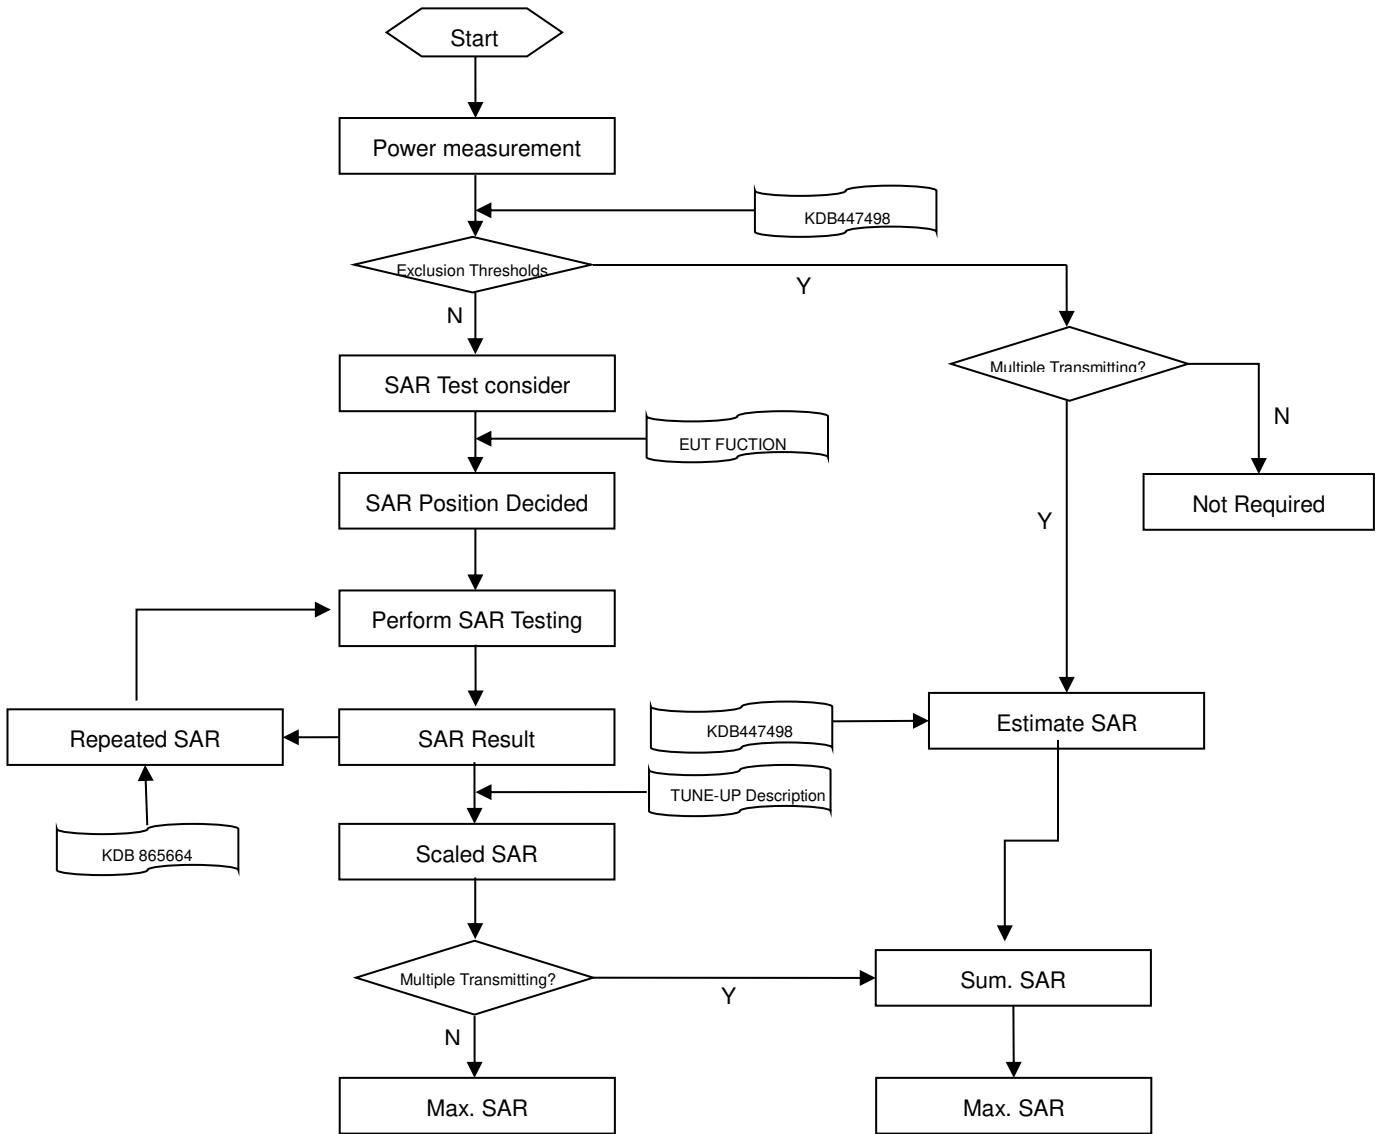 Start
Power measurement
KDB447498
Exclusion Thresholds
Y
N
Multiple Transmitting?
SAR Test consider
N
EUT FUCTION
SAR Position Decided
Not Required
Y
Perform SAR Testing
Repeated SAR
SAR Result
KDB447498
Estimate SAR
TUNE-UP Description
KDB 865664
Scaled SAR
Multiple Transmitting?
Y
Sum. SAR
N
Max. SAR
Max. SAR